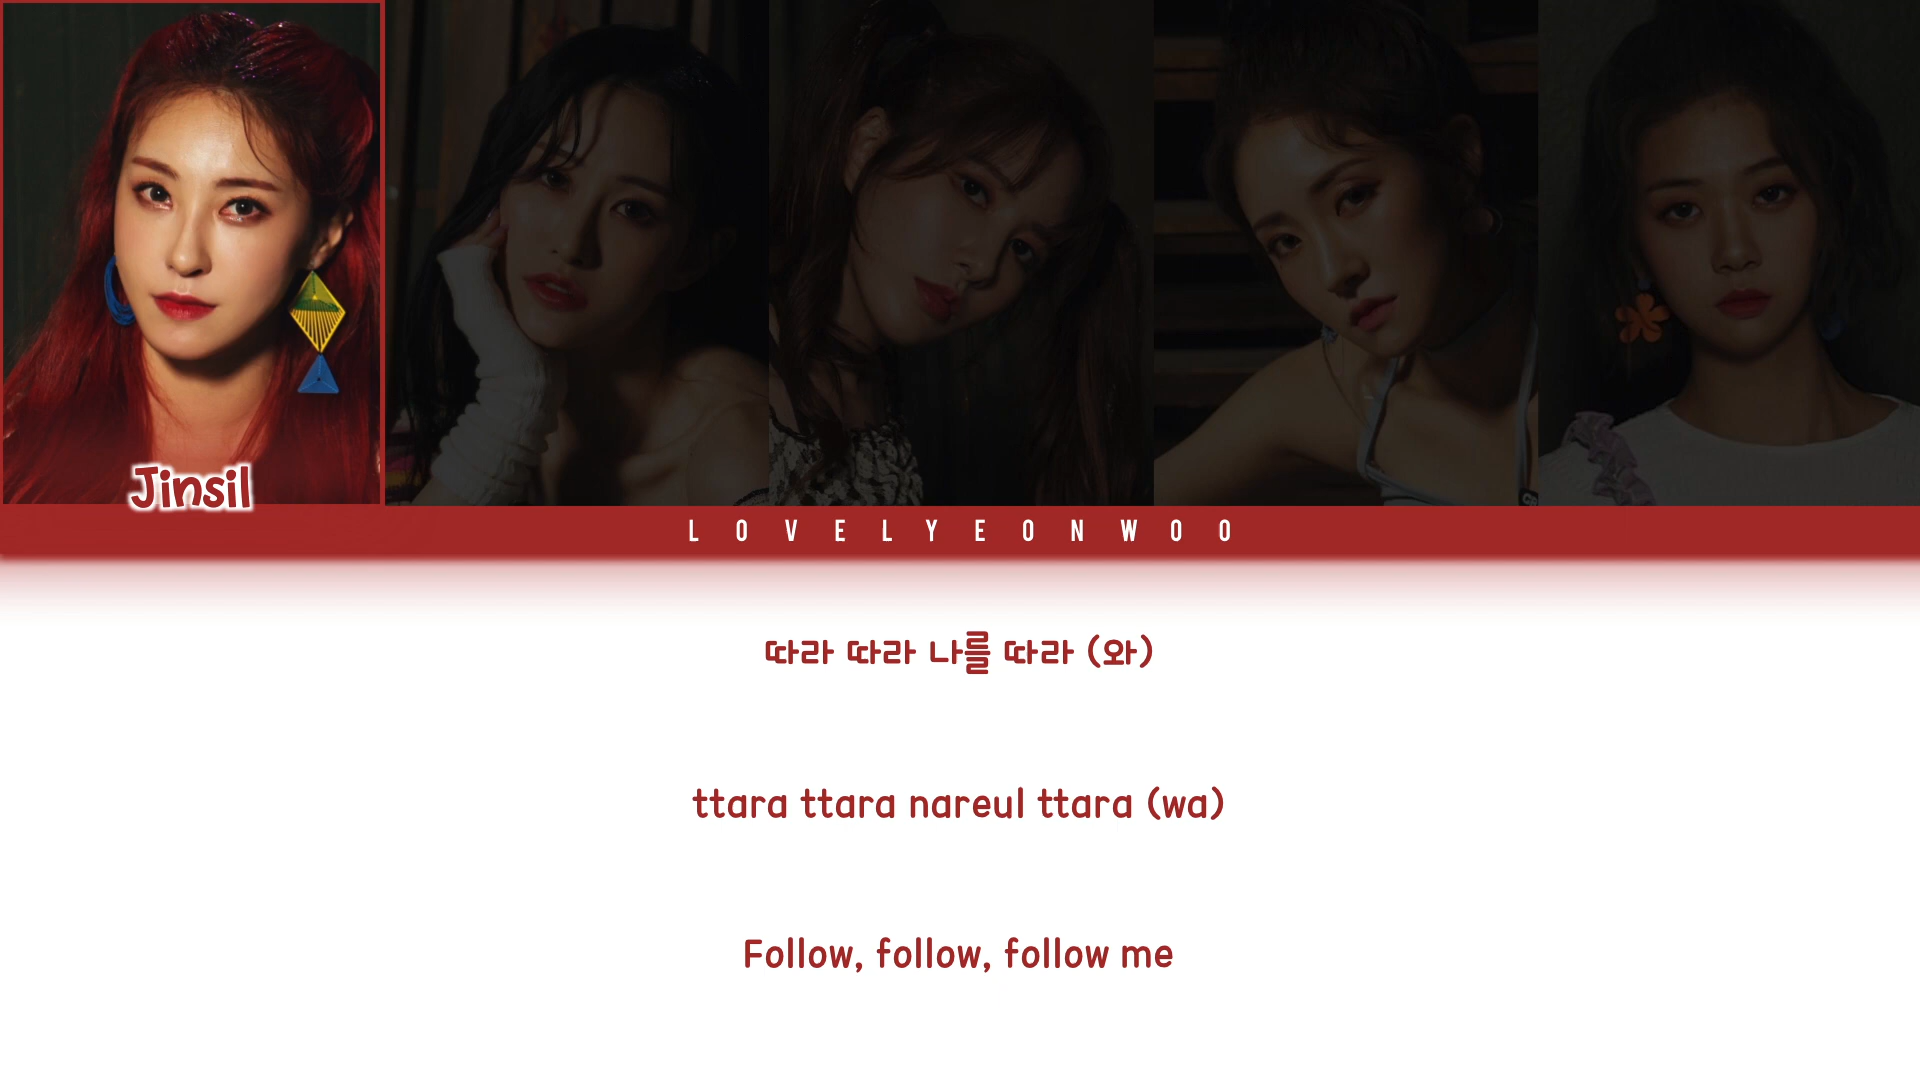 Jinsil
LOVELYEONWOO
따라 따라 나를 따라 (와)
ttara ttara nareul ttara (wa)
Follow, follow, follow me